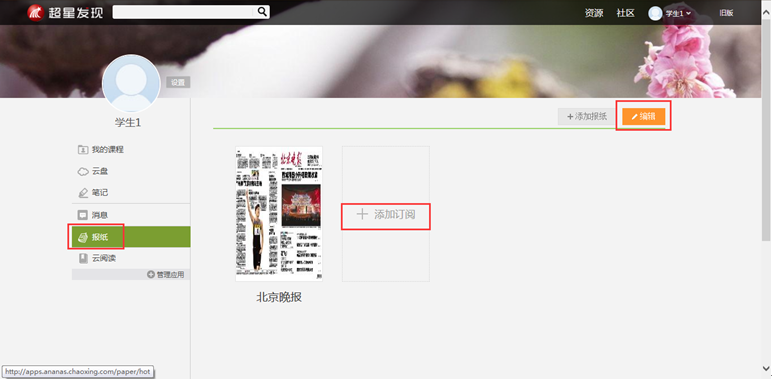 超星发现
资源
社区
学生1
旧版
设置
学生1
+添加报纸
编辑
我的课程
云盘
笔记
消息
报纸
云阅读
管理应用
+ 添加订阅
北京晚报
http://apps.ananas.chaoxing.com/paper/hot